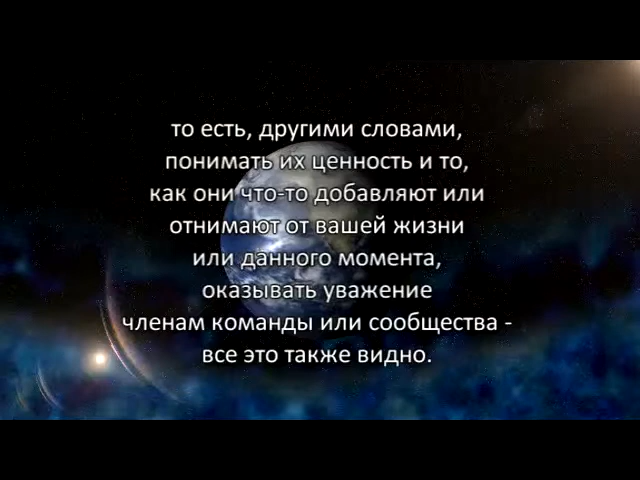 то есть, другими словами,
понимать их ценность и то,
как они что-то добавляют или
отнимают от вашей жизни
или данного момента,
оказывать уважение
членам команды или сообщества -
все это также видно.